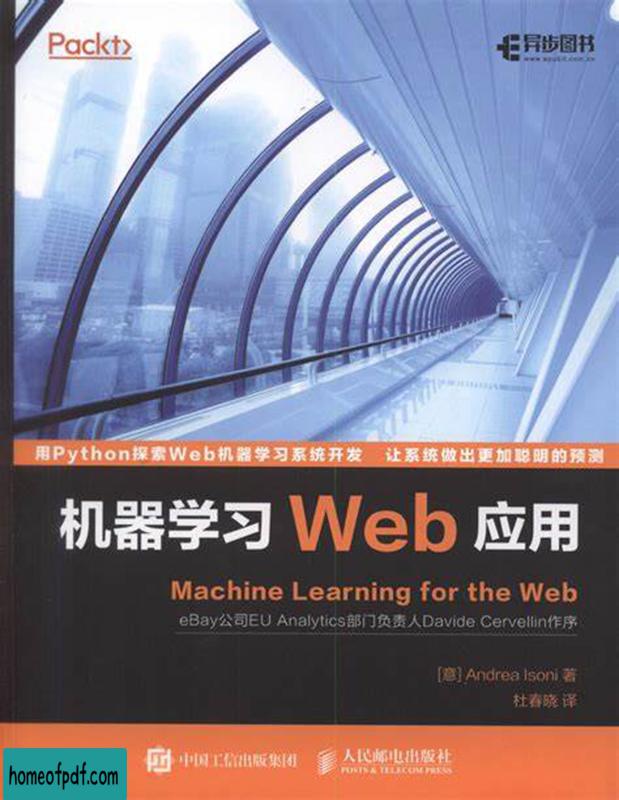 Packt>
异步图书
www.epubit.com.cn
用Python探索Web机器学习系统开发 让系统做出更加聪明的预测
机器学习 Web 应用
Machine Learning for the Web
eBay公司EU Analytics部门负责人Davide Cervellin作序
[意] Andrea Isoni 著
杜春晓 译
中国工信出版集团 人民邮电出版社
POSTS & TELECOM PRESS
homeofpdf.com